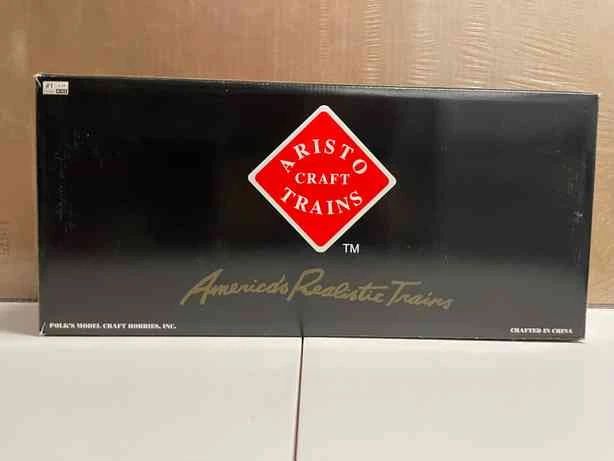 ARISTO
CRAFT
TRAINS
TM
America's Realistic Trains
POLK'S MODEL CRAFT HOBBIES, INC.
CRAFTED IN CHINA